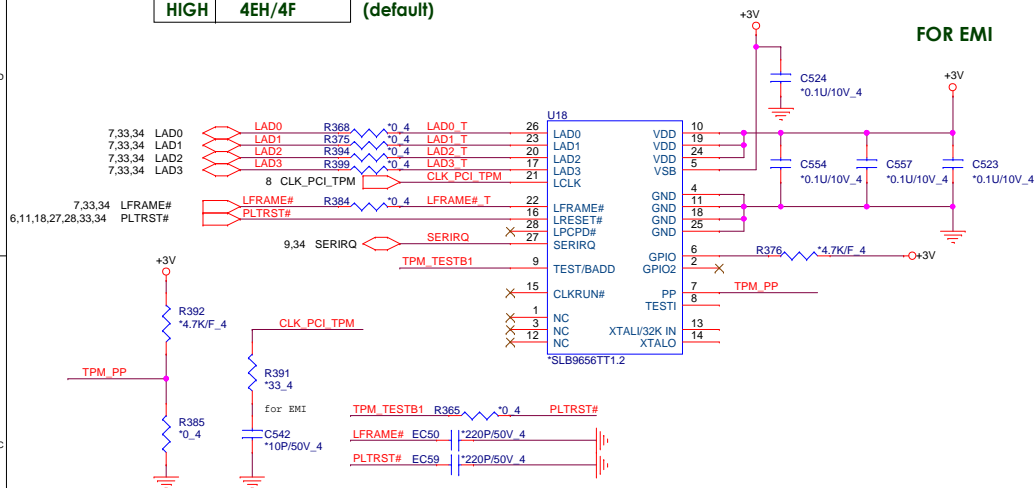 HIGH 4EH/4F (default)
+3V
FOR EMI
C524
*0.1U/10V_4
+3V
U18
7,33,34 LAD0 LAD0 R368 *0_4 LAD0_T 26 LAD0 VDD 10
7,33,34 LAD1 LAD1 R375 *0_4 LAD1_T 23 LAD1 VDD 19
7,33,34 LAD2 LAD2 R394 *0_4 LAD2_T 20 LAD2 VDD 24
7,33,34 LAD3 LAD3 R399 *0_4 LAD3_T 17 LAD3 VSB 5
8 CLK_PCI_TPM CLK_PCI_TPM 21 LCLK
C554
*0.1U/10V_4
C557
*0.1U/10V_4
C523
*0.1U/10V_4
GND 4
7,33,34 LFRAME# LFRAME# R384 *0_4 LFRAME#_T 22 LFRAME# GND 11
6,11,18,27,28,33,34 PLTRST# PLTRST# 16 LRESET# GND 18
28 LPCPD# GND 25
9,34 SERIRQ SERIRQ 27 SERIRQ
GPIO 6 R376 *4.7K/F_4 +3V
TPM_TESTB1 9 TEST/BADD GPIO2 2
15 CLKRUN# PP 7 TPM_PP
TESTI 8
1 NC
3 NC XTALI/32K IN 13
12 NC XTALO 14
*SLB9656TT1.2
+3V
R392
*4.7K/F_4
CLK_PCI_TPM
TPM_PP
R391
*33_4
for EMI
R385
*0_4
C542
*10P/50V_4
TPM_TESTB1 R365 *0_4 PLTRST#
LFRAME# EC50 *220P/50V_4
PLTRST# EC59 *220P/50V_4
C